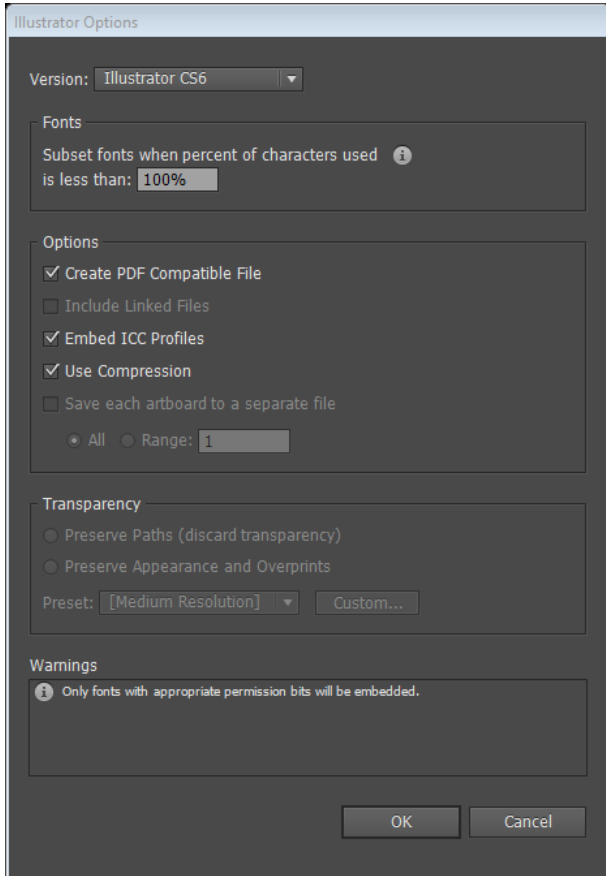 Illustrator Options
Version: Illustrator CS6
Fonts
Subset fonts when percent of characters used
is less than: 100%
Options
Create PDF Compatible File
Include Linked Files
Embed ICC Profiles
Use Compression
Save each artboard to a separate file
All Range: 1
Transparency
Preserve Paths (discard transparency)
Preserve Appearance and Overprints
Preset: [Medium Resolution] Custom...
Warnings
Only fonts with appropriate permission bits will be embedded.
OK Cancel